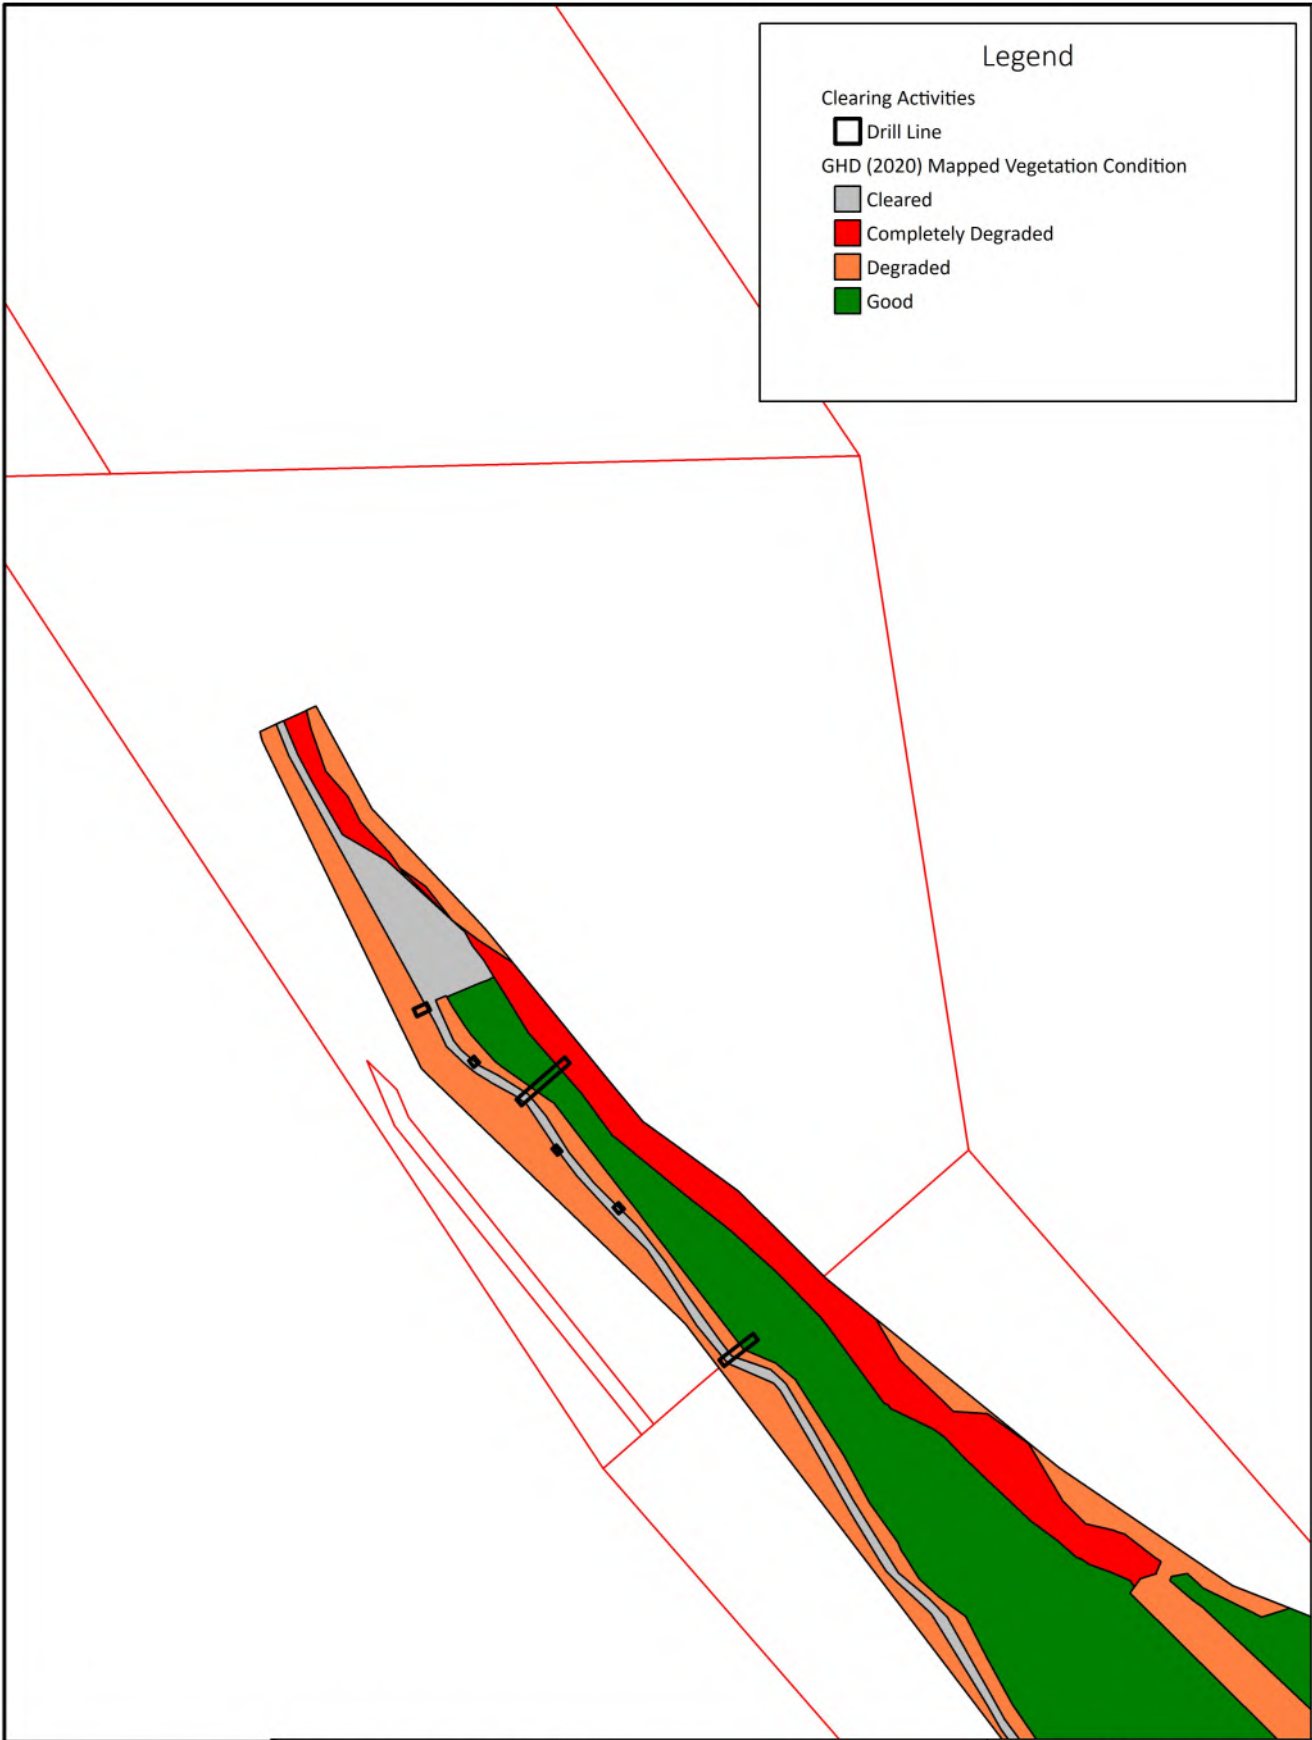 Legend
Clearing Activities
Drill Line
GHD (2020) Mapped Vegetation Condition
Cleared
Completely Degraded
Degraded
Good